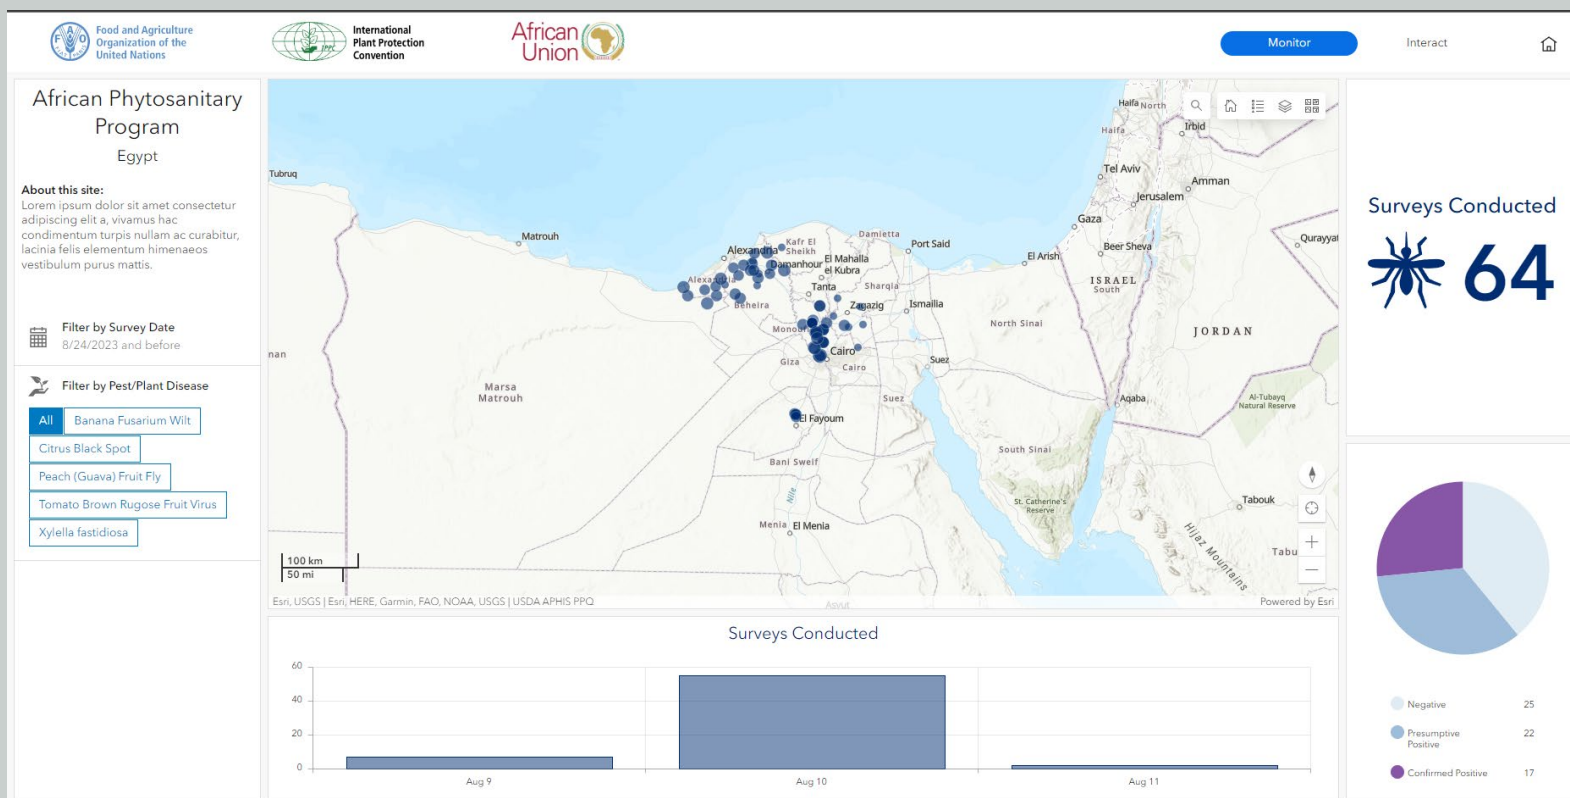 Food and Agriculture
Organization of the
United Nations
IPPC
International
Plant Protection
Convention
African
Union
Monitor
Interact
African Phytosanitary
Program
Egypt
About this site:
Lorem ipsum dolor sit amet consectetur
adipiscing elit a, vivamus hac
condimentum turpis nullam ac curabitur,
lacinia felis elementum himenaeos
vestibulum purus mattis.
Filter by Survey Date
8/24/2023 and before
Filter by Pest/Plant Disease
All
Banana Fusarium Wilt
Citrus Black Spot
Peach (Guava) Fruit Fly
Tomato Brown Rugose Fruit Virus
Xylella fastidiosa
Haifa
North
Haifa
Irbid
Tubruq
Tel Aviv
Amman
Jerusalem
Gaza
Matrouh
Damietta
Kafr El
Sheikh
Port Said
Beer Sheva
Qurayyat
Alexandria
El Arish
Damanhour
El Mahalla
el Kubra
ISRAEL
South
Alexandria
Tanta
Sharqia
Beheira
Zagazig
Ismailia
North Sinai
JORDAN
nan
Cairo
Giza
Cairo
Suez
Marsa
Matrouh
Suez
Aqaba
Al-Tubayq
Natural Reserve
El Fayoum
South Sinai
Bani Sweif
Nile
St. Catherine's
Reserve
Tabouk
Menia
El Menia
Hijaz Mountains
Tabu
100 km
50 mi
Esri, USGS | Esri, HERE, Garmin, FAO, NOAA, USGS | USDA APHIS PPQ
Asyut
Powered by Esri
Surveys Conducted
64
Surveys Conducted
60
40
20
0
Aug 9
Aug 10
Aug 11
Negative 25
Presumptive
Positive 22
Confirmed Positive 17